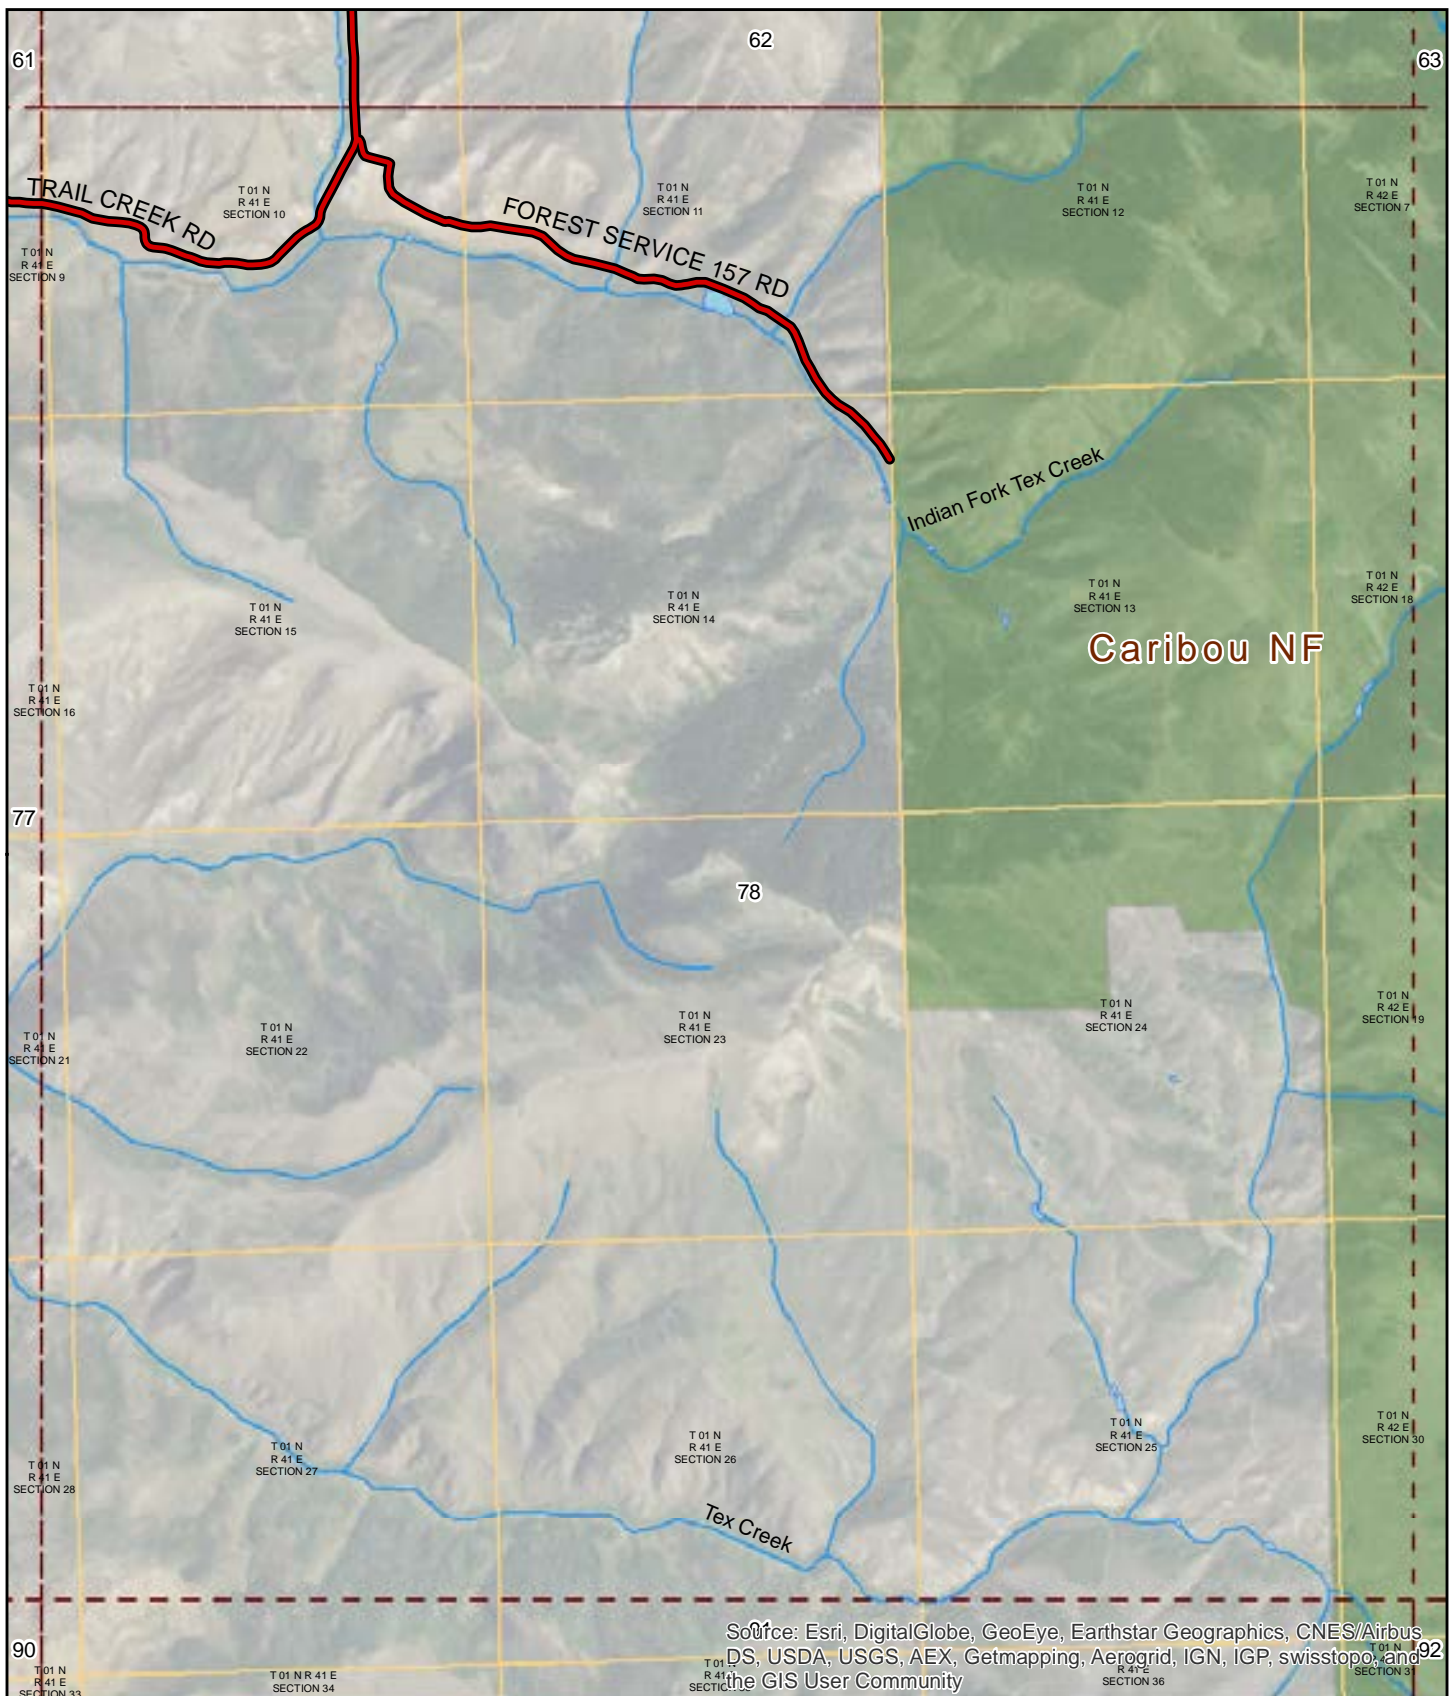 61
62
63
TRAIL CREEK RD
T 01 N
R 41 E
SECTION 10
T 01 N
R 41 E
SECTION 11
T 01 N
R 41 E
SECTION 12
T 01 N
R 42 E
SECTION 7
FOREST SERVICE 157 RD
T 01 N
R 41 E
SECTION 9
Indian Fork Tex Creek
T 01 N
R 41 E
SECTION 15
T 01 N
R 41 E
SECTION 14
T 01 N
R 41 E
SECTION 13
T 01 N
R 42 E
SECTION 18
Caribou NF
T 01 N
R 41 E
SECTION 16
77
78
T 01 N
R 41 E
SECTION 21
T 01 N
R 41 E
SECTION 22
T 01 N
R 41 E
SECTION 23
T 01 N
R 41 E
SECTION 24
T 01 N
R 42 E
SECTION 19
T 01 N
R 41 E
SECTION 28
T 01 N
R 41 E
SECTION 27
T 01 N
R 41 E
SECTION 26
T 01 N
R 41 E
SECTION 25
T 01 N
R 42 E
SECTION 30
Tex Creek
90
91
92
T 01 N
R 41 E
SECTION 33
T 01 N R 41 E
SECTION 34
T 01
R 41
R 41 E
SECTION 36
T 01 N
SECTION 31
Source: Esri, DigitalGlobe, GeoEye, Earthstar Geographics, CNES/Airbus
DS, USDA, USGS, AEX, Getmapping, Aerogrid, IGN, IGP, swisstopo, and
the GIS User Community